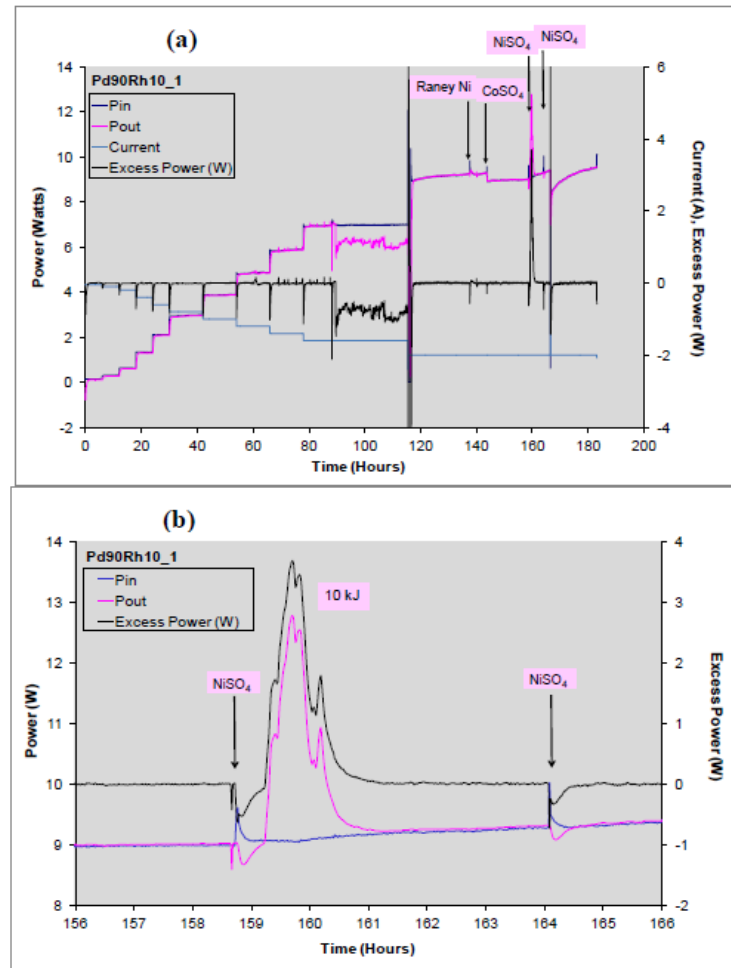 (a)
NiSO4
NiSO4
Pd90Rh10_1
Pin
Pout
Current
Excess Power (W)
Raney Ni
CoSO4
14
12
10
8
6
4
2
0
-2
6
4
2
0
-2
-4
0 20 40 60 80 100 120 140 160 180 200
Power (Watts)
Current (A), Excess Power (W)
Time (Hours)
(b)
Pd90Rh10_1
Pin
Pout
Excess Power (W)
10 kJ
NiSO4
NiSO4
14
13
12
11
10
9
8
4
3
2
1
0
-1
-2
156 157 158 159 160 161 162 163 164 165 166
Power (W)
Excess Power (W)
Time (Hours)